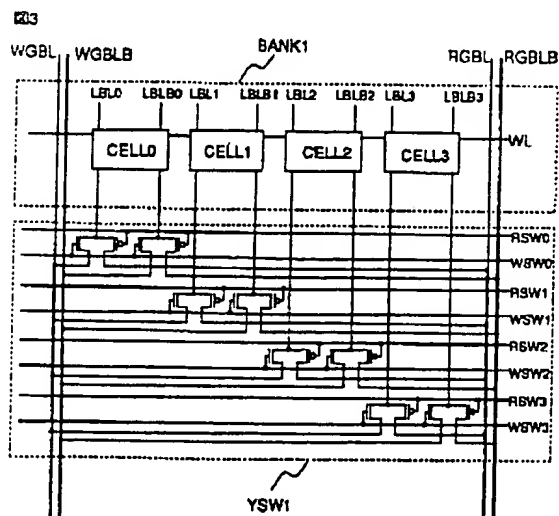 図3
WGBL WGBLB BANK1 RGBL RGBLB
LBL0 LBLB0 LBL1 LBLB1 LBL2 LBLB2 LBL3 LBLB3
CELL0 CELL1 CELL2 CELL3 WL
RSW0
WSW0
RSW1
WSW1
RSW2
WSW2
RSW3
WSW3
YSW1